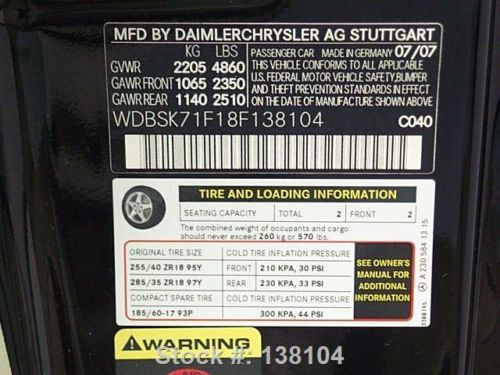 MFD BY DAIMLERCHRYSLER AG STUTTGART
KG LBS
GVWR 2205 4860
GAWR FRONT 1065 2350
GAWR REAR 1140 2510
PASSENGER CAR MADE IN GERMANY 07/07
THIS VEHICLE CONFORMS TO ALL APPLICABLE
U.S. FEDERAL MOTOR VEHICLE SAFETY, BUMPER
AND THEFT PREVENTION STANDARDS IN EFFECT
ON THE DATE OF MANUFACTURE SHOWN ABOVE
WDBSK71F18F138104 C040
TIRE AND LOADING INFORMATION
SEATING CAPACITY TOTAL 2 FRONT 2
The combined weight of occupants and cargo
should never exceed 260 kg or 570 lbs.
ORIGINAL TIRE SIZE COLD TIRE INFLATION PRESSURE
255/40 ZR18 95Y FRONT 210 KPA, 30 PSI
285/35 ZR18 97Y REAR 230 KPA, 33 PSI
COMPACT SPARE TIRE COLD TIRE INFLATION PRESSURE
185/60-17 93P 300 KPA, 44 PSI
SEE OWNER'S
MANUAL FOR
ADDITIONAL
INFORMATION
A 230 584 13 15
WARNING
Stock #: 138104